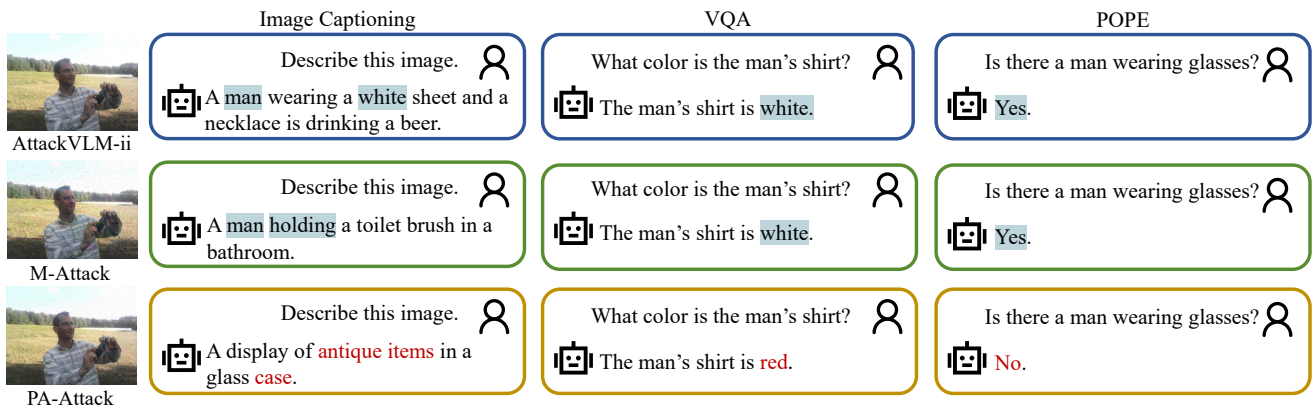 Image Captioning VQA POPE
Describe this image. What color is the man's shirt? Is there a man wearing glasses?
A man wearing a white sheet and a
necklace is drinking a beer.
The man's shirt is white.
Yes.
AttackVLM-ii
Describe this image. What color is the man's shirt? Is there a man wearing glasses?
A man holding a toilet brush in a
bathroom.
The man's shirt is white.
Yes.
M-Attack
Describe this image. What color is the man's shirt? Is there a man wearing glasses?
A display of antique items in a
glass case.
The man's shirt is red.
No.
PA-Attack